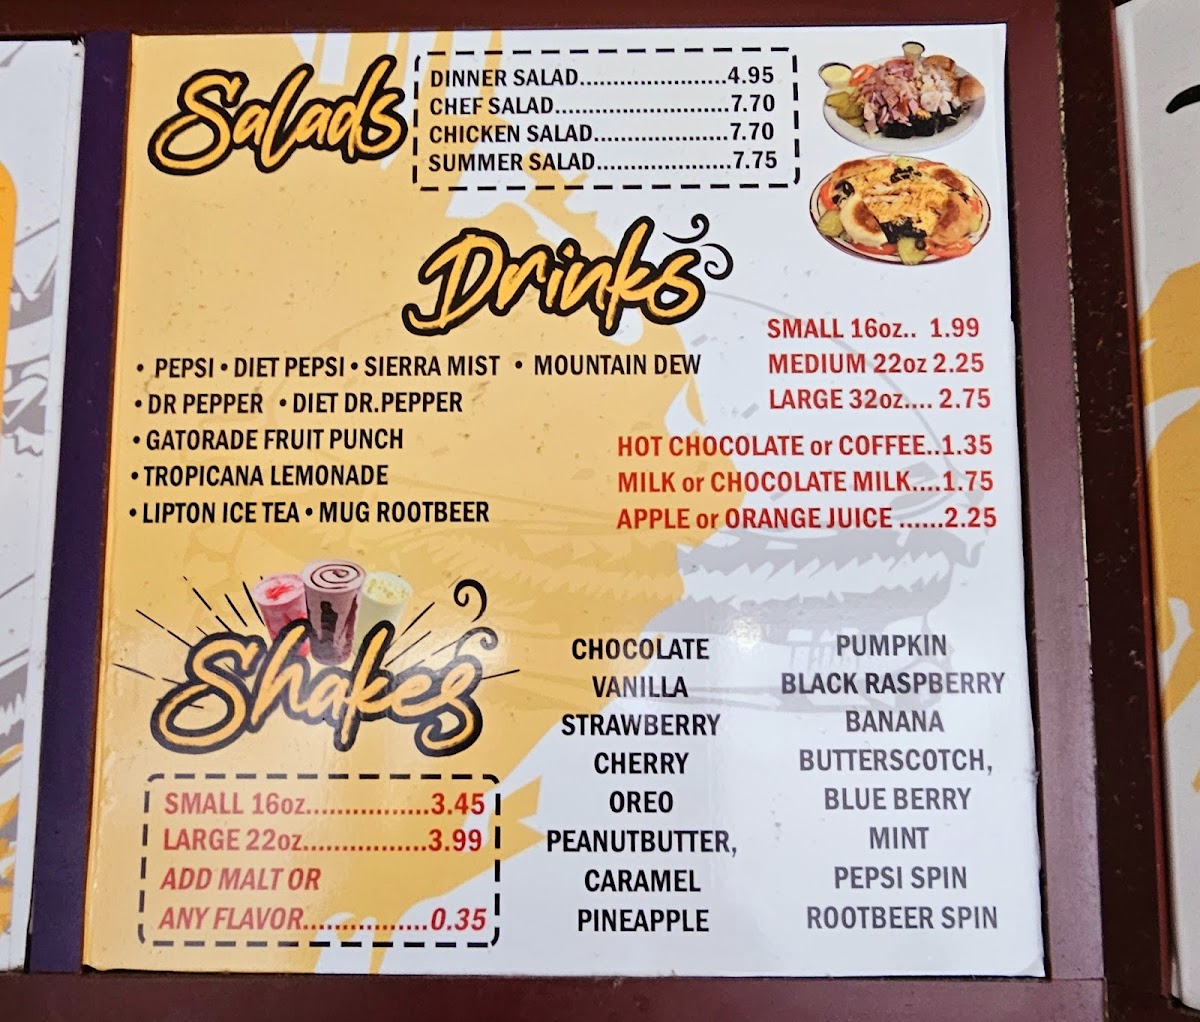 Salads
DINNER SALAD.......................4.95
CHEF SALAD...........................7.70
CHICKEN SALAD.....................7.70
SUMMER SALAD.....................7.75
Drinks
• PEPSI • DIET PEPSI • SIERRA MIST • MOUNTAIN DEW
• DR PEPPER • DIET DR.PEPPER
• GATORADE FRUIT PUNCH
• TROPICANA LEMONADE
• LIPTON ICE TEA • MUG ROOTBEER
SMALL 16oz.. 1.99
MEDIUM 22oz 2.25
LARGE 32oz.... 2.75
HOT CHOCOLATE or COFFEE..1.35
MILK or CHOCOLATE MILK....1.75
APPLE or ORANGE JUICE ......2.25
Shakes
SMALL 16oz.................3.45
LARGE 22oz.................3.99
ADD MALT OR
ANY FLAVOR.................0.35
CHOCOLATE
VANILLA
STRAWBERRY
CHERRY
OREO
PEANUTBUTTER,
CARAMEL
PINEAPPLE
PUMPKIN
BLACK RASPBERRY
BANANA
BUTTERSCOTCH,
BLUE BERRY
MINT
PEPSI SPIN
ROOTBEER SPIN